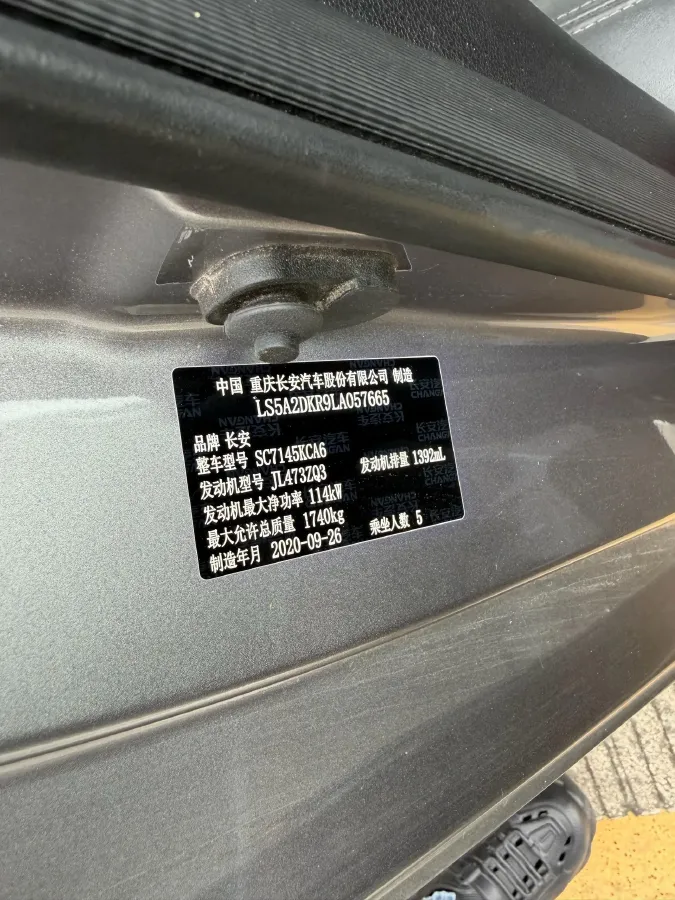 中国 重庆长安汽车股份有限公司 制造
LS5A2DKR9LA057665
品牌 长安
整车型号 SC7145KCA6
发动机型号 JL473ZQ3 发动机排量 1392mL
发动机最大净功率 114kW
最大允许总质量 1740kg 乘坐人数 5
制造年月 2020-09-26